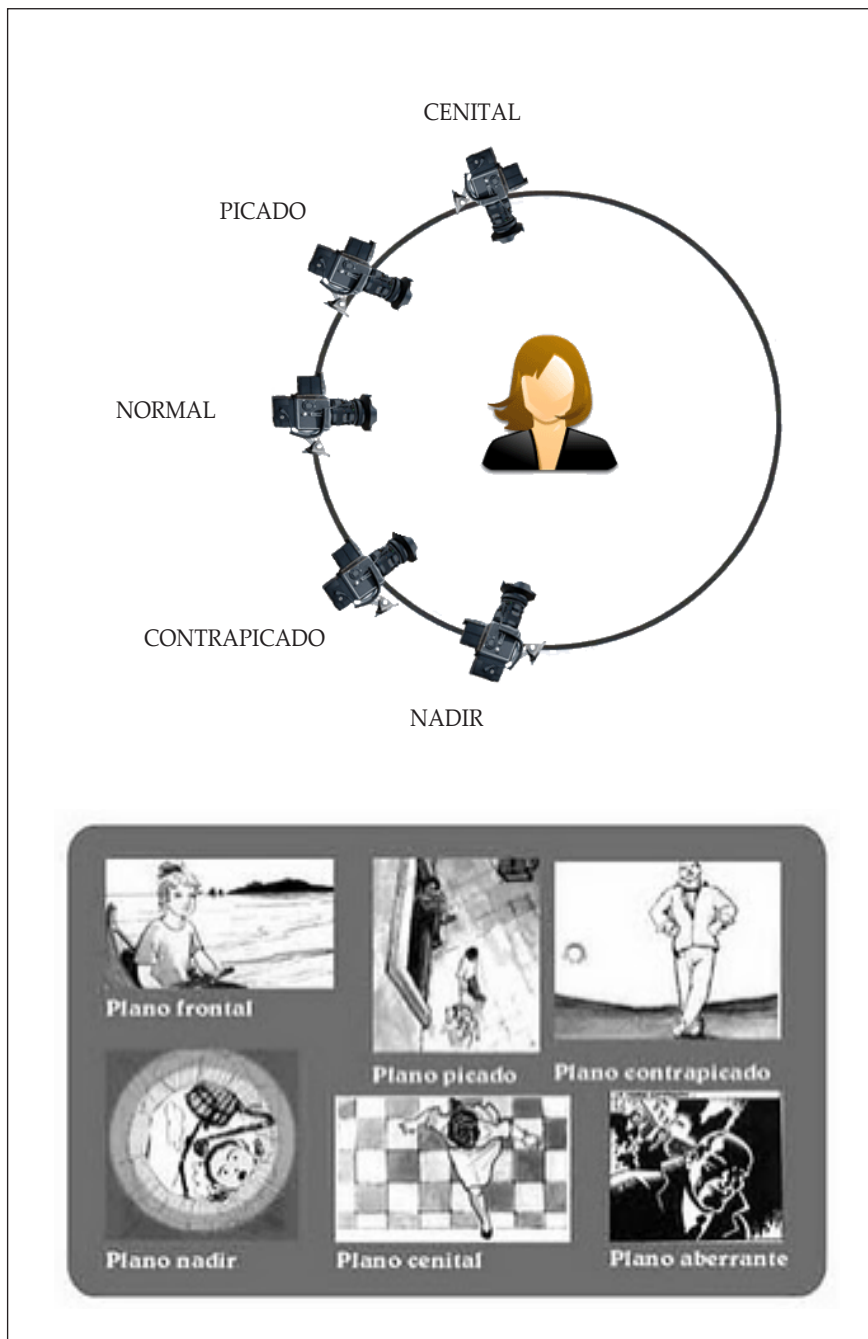 CENITAL
PICADO
NORMAL
CONTRAPICADO
NADIR
Plano frontal
Plano picado
Plano contrapicado
Plano nadir
Plano cenital
Plano aberrante